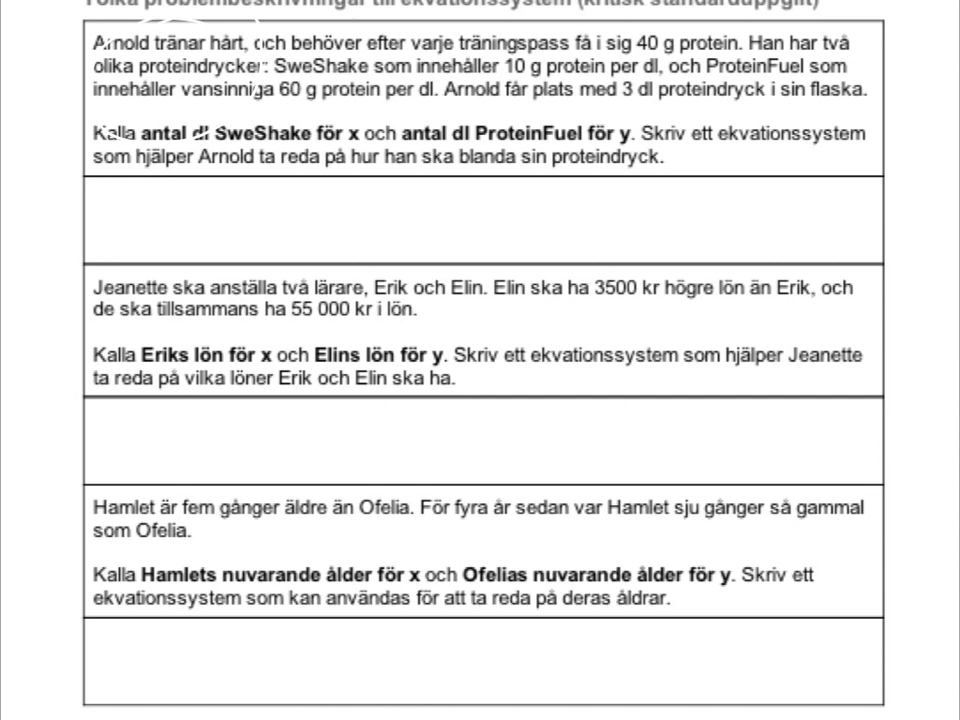 Tolka problembeskrivningar till ekvationssystem (kritisk standarduppgift)
Arnold tränar hårt, och behöver efter varje träningspass få i sig 40 g protein. Han har två
olika proteindrycker: SweShake som innehåller 10 g protein per dl, och ProteinFuel som
innehåller vansinniga 60 g protein per dl. Arnold får plats med 3 dl proteindryck i sin flaska.
Kalla antal dl SweShake för x och antal dl ProteinFuel för y. Skriv ett ekvationssystem
som hjälper Arnold ta reda på hur han ska blanda sin proteindryck.
Jeanette ska anställa två lärare, Erik och Elin. Elin ska ha 3500 kr högre lön än Erik, och
de ska tillsammans ha 55 000 kr i lön.
Kalla Eriks lön för x och Elins lön för y. Skriv ett ekvationssystem som hjälper Jeanette
ta reda på vilka löner Erik och Elin ska ha.
Hamlet är fem gånger äldre än Ofelia. För fyra år sedan var Hamlet sju gånger så gammal
som Ofelia.
Kalla Hamlets nuvarande ålder för x och Ofelias nuvarande ålder för y. Skriv ett
ekvationssystem som kan användas för att ta reda på deras åldrar.